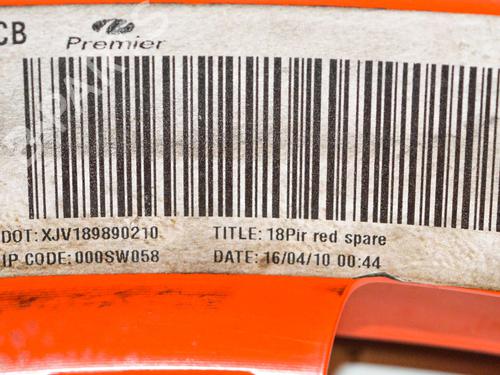 CB
Premier
DOT: XJV189890210
TITLE: 18Pir red spare
IP CODE: 000SW058
DATE: 16/04/10 00:44